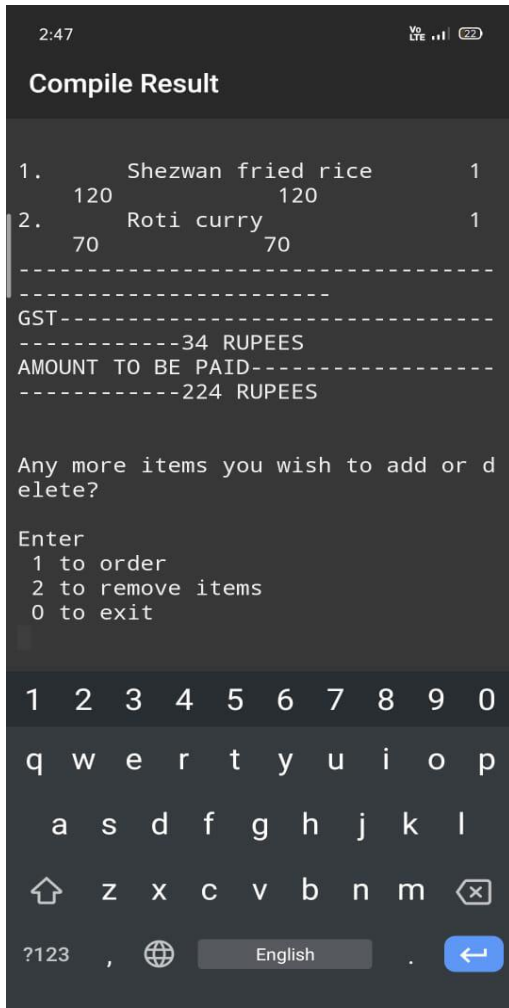 2:47 Vo LTE 22
Compile Result
1. Shezwan fried rice 1
120 120
2. Roti curry 1
70 70
-----------------------------------
-----------------------
GST--------------------------------
------------34 RUPEES
AMOUNT TO BE PAID------------------
------------224 RUPEES
Any more items you wish to add or d
elete?
Enter
1 to order
2 to remove items
0 to exit
1 2 3 4 5 6 7 8 9 0
q w e r t y u i o p
a s d f g h j k l
z x c v b n m
?123 , English .